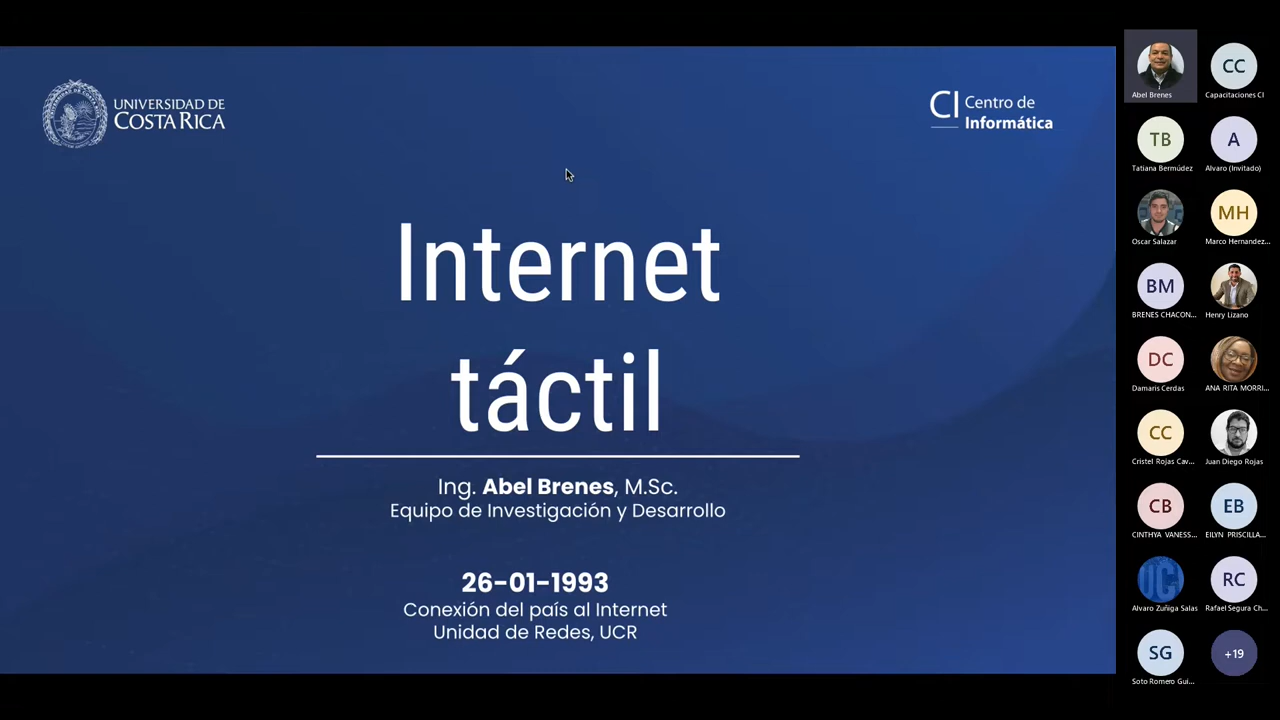 UNIVERSIDAD DE
COSTA RICA
CI Centro de
Informática
Internet
táctil
Ing. Abel Brenes, M.Sc.
Equipo de Investigación y Desarrollo
26-01-1993
Conexión del país al Internet
Unidad de Redes, UCR
Abel Brenes
CC
Capacitaciones CI
TB
Tatiana Bermúdez
A
Alvaro (Invitado)
Oscar Salazar
MH
Marco Hernandez...
BM
BRENES CHACON...
Henry Lizano
DC
Damaris Cerdas
ANA RITA MORRI...
CC
Cristel Rojas Cav...
Juan Diego Rojas
CB
CINTHYA VANESS...
EB
EILYN PRISCILLA...
UC
Alvaro Zuñiga Salas
RC
Rafael Segura Ch...
SG
Soto Romero Gui...
+19